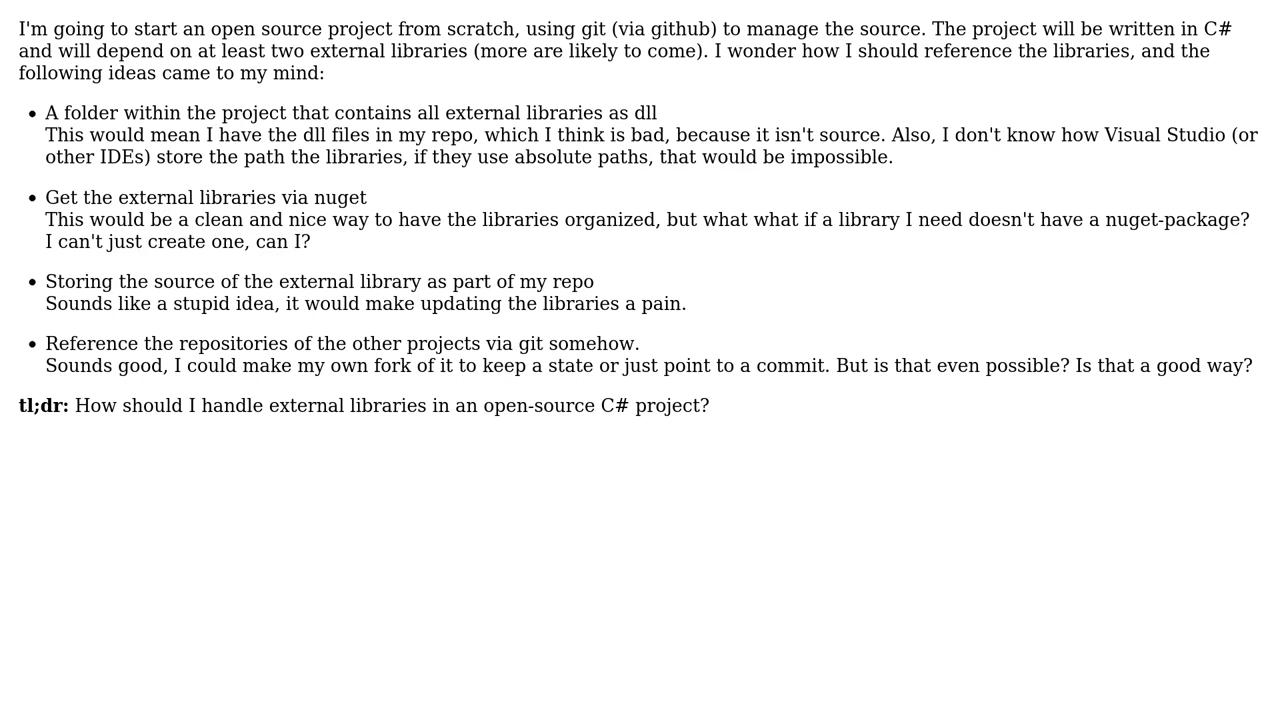 I'm going to start an open source project from scratch, using git (via github) to manage the source. The project will be written in C#
and will depend on at least two external libraries (more are likely to come). I wonder how I should reference the libraries, and the
following ideas came to my mind:
• A folder within the project that contains all external libraries as dll
This would mean I have the dll files in my repo, which I think is bad, because it isn't source. Also, I don't know how Visual Studio (or
other IDEs) store the path the libraries, if they use absolute paths, that would be impossible.
• Get the external libraries via nuget
This would be a clean and nice way to have the libraries organized, but what what if a library I need doesn't have a nuget-package?
I can't just create one, can I?
• Storing the source of the external library as part of my repo
Sounds like a stupid idea, it would make updating the libraries a pain.
• Reference the repositories of the other projects via git somehow.
Sounds good, I could make my own fork of it to keep a state or just point to a commit. But is that even possible? Is that a good way?
tl;dr: How should I handle external libraries in an open-source C# project?